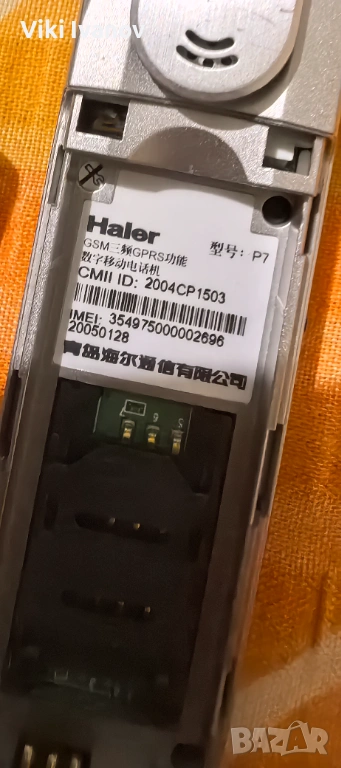 Viki Iv
Haier
GSM三频GPRS功能 型号: P7
数字移动电话机
CMII ID: 2004CP1503
IMEI: 354975000002696
20050128
青岛海尔通信有限公司
BAZAR